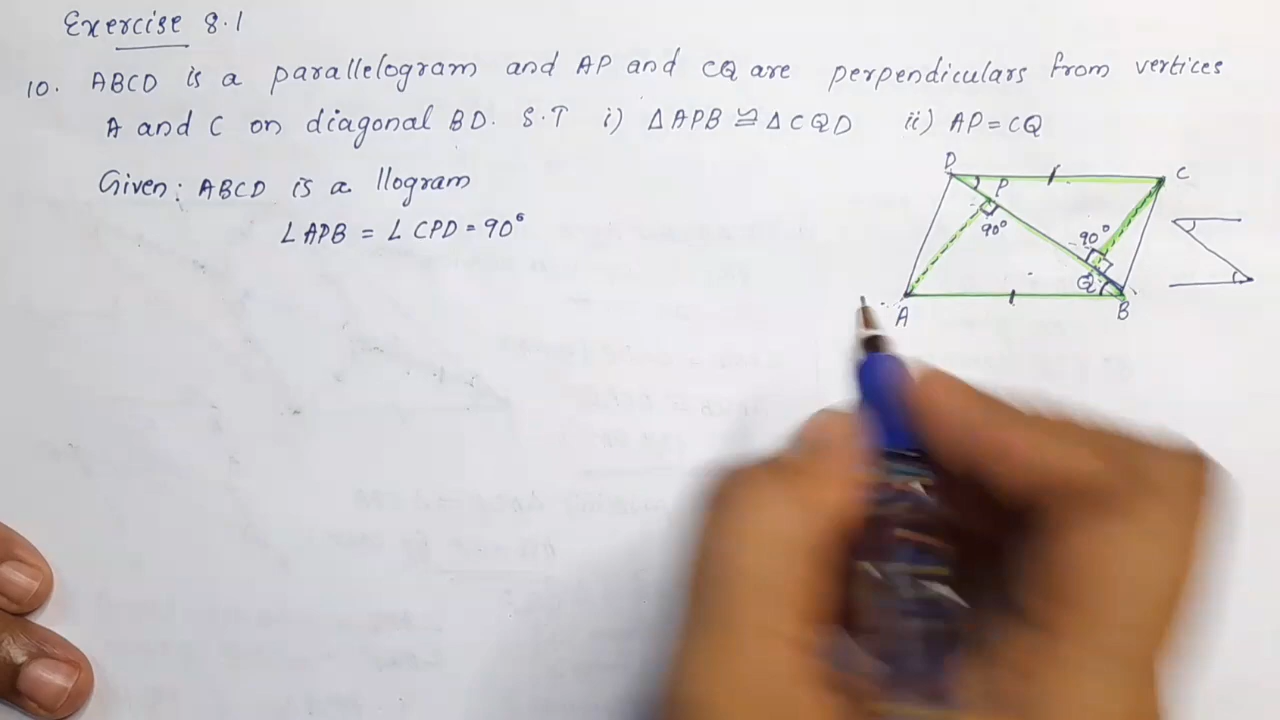 Exercise 8.1
10. ABCD is a parallelogram and AP and CQ are perpendiculars from vertices
A and C on diagonal BD. S.T i) ΔAPB ≅ ΔCQD ii) AP = CQ
Given: ABCD is a llogram
∠APB = ∠CPD = 90°
D
P
C
90°
90°
Q
A
B